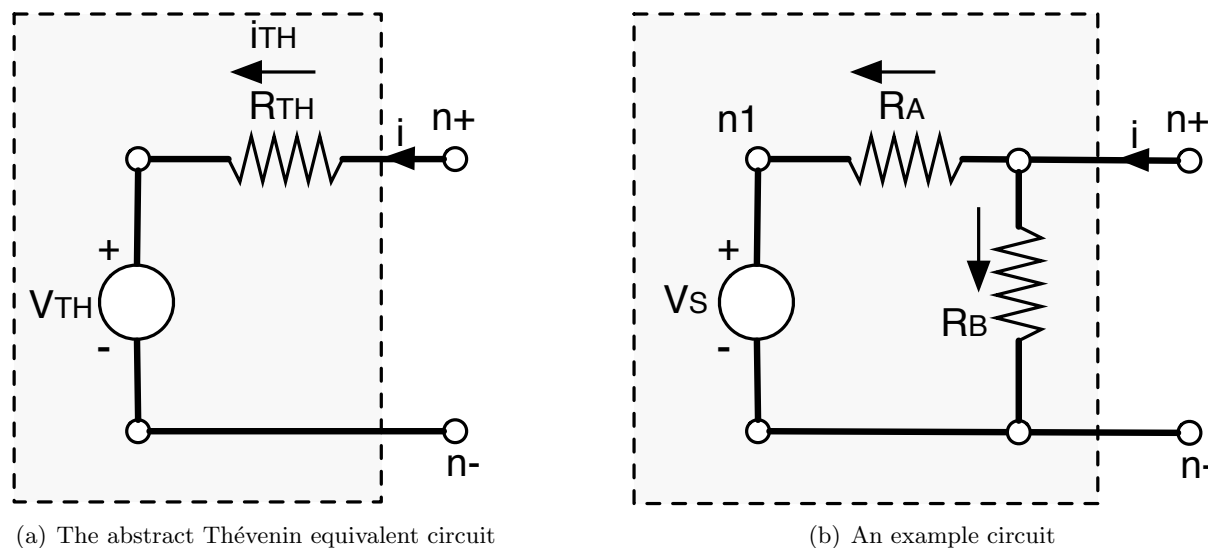 iTH
RTH
i
n+
+
VTH
-
n-
(a) The abstract Thévenin equivalent circuit
RA
n1
i
n+
+
VS
-
RB
n-
(b) An example circuit